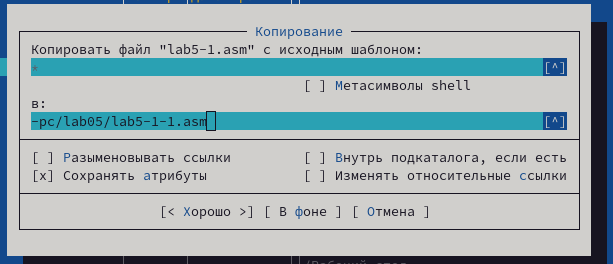 Копирование
Копировать файл "lab5-1.asm" с исходным шаблоном:
* [^]
[ ] Метасимволы shell
в:
-pc/lab05/lab5-1-1.asm [^]
[ ] Разыменовывать ссылки [ ] Внутрь подкаталога, если есть
[x] Сохранять атрибуты [ ] Изменять относительные ссылки
[< Хорошо >] [ В фоне ] [ Отмена ]